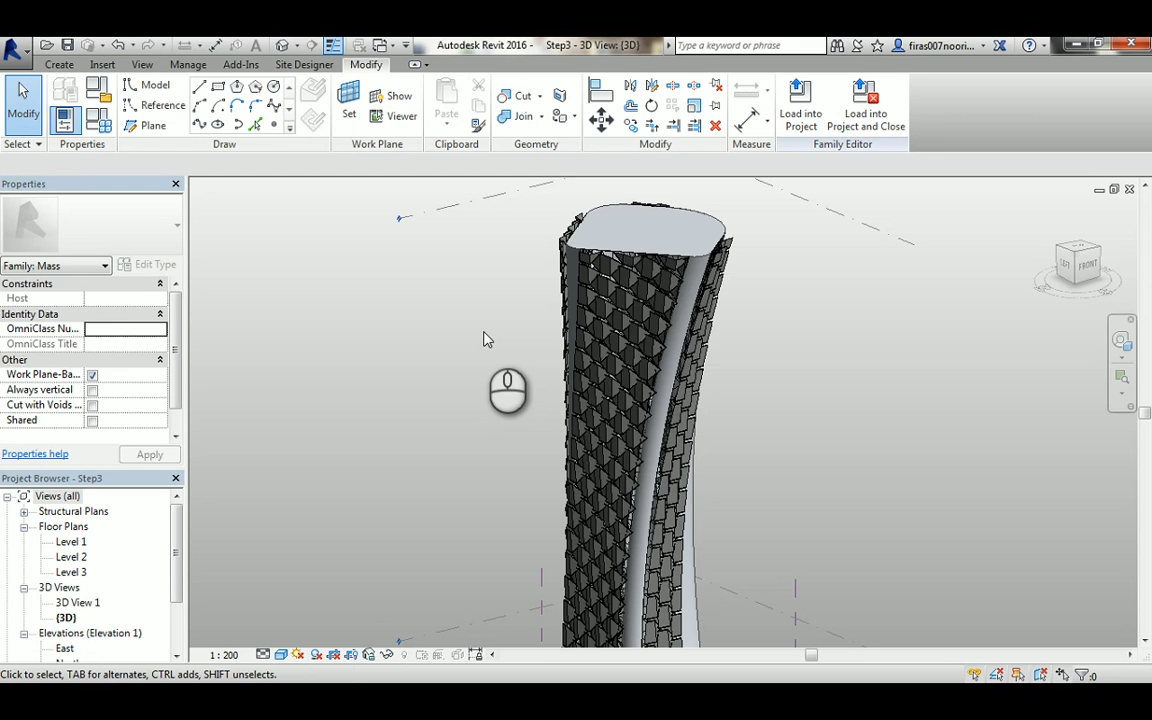 Autodesk Revit 2016 -    Step3 - 3D View: {3D}
Type a keyword or phrase
firas007noori...
Create Insert View Manage Add-Ins Site Designer Modify
Modify
Model
Reference
Plane
Set
Show
Viewer
Paste
Cut
Join
Load into
Project
Load into
Project and Close
Select Properties Draw Work Plane Clipboard Geometry Modify Measure Family Editor
Properties
Family: Mass
Edit Type
Constraints
Host
Identity Data
OmniClass Nu...
OmniClass Title
Other
Work Plane-Ba...
Always vertical
Cut with Voids ...
Shared
Properties help
Apply
Project Browser - Step3
Views (all)
Structural Plans
Floor Plans
Level 1
Level 2
Level 3
3D Views
3D View 1
{3D}
Elevations (Elevation 1)
East
LEFT
FRONT
1 : 200
Click to select, TAB for alternates, CTRL adds, SHIFT unselects.
:0